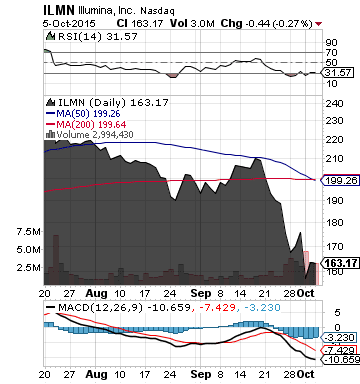 ILMN Illumina, Inc. Nasdaq
5-Oct-2015 Cl 163.17 Vol 3.0M Chg -0.44 (-0.27%)
RSI(14) 31.57
90
70
50
31.57
10
ILMN (Daily) 163.17
MA(50) 199.26
MA(200) 199.64
Volume 2,994,430
240
230
220
210
199.26
190
180
170
163.17
7.5M
5.0M
2.5M
150
20 27 Aug 10 17 24 Sep 8 14 21 28 Oct
MACD(12,26,9) -10.659, -7.429, -3.230
5
0
-3.230
-7.429
-10.659
20 27 Aug 10 17 24 Sep 8 14 21 28 Oct